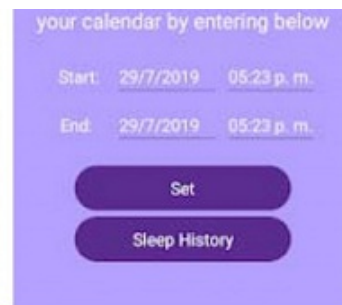 your calendar by entering below
Start: 29/7/2019 05:23 p. m.
End: 29/7/2019 05:23 p. m.
Set
Sleep History